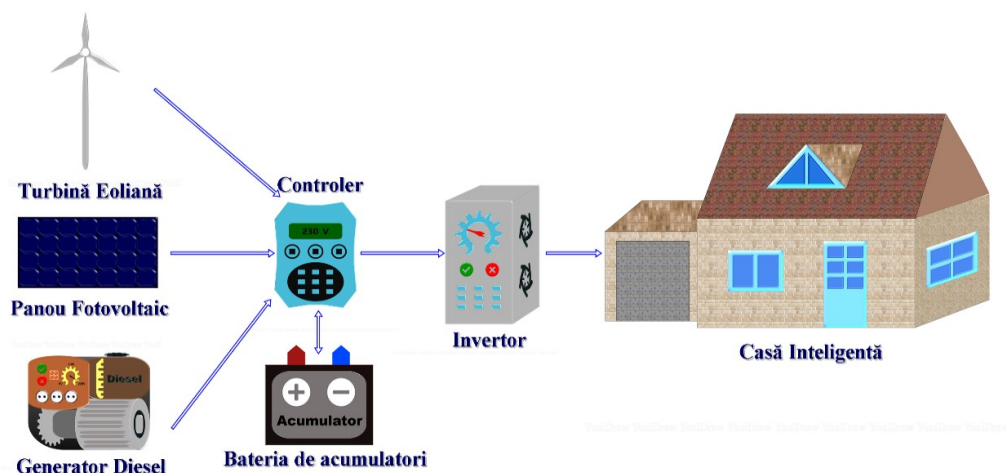 Turbină Eoliană
Controler
230 V
Panou Fotovoltaic
Invertor
Casă Inteligentă
Diesel
Acumulator
Generator Diesel
Bateria de acumulatori